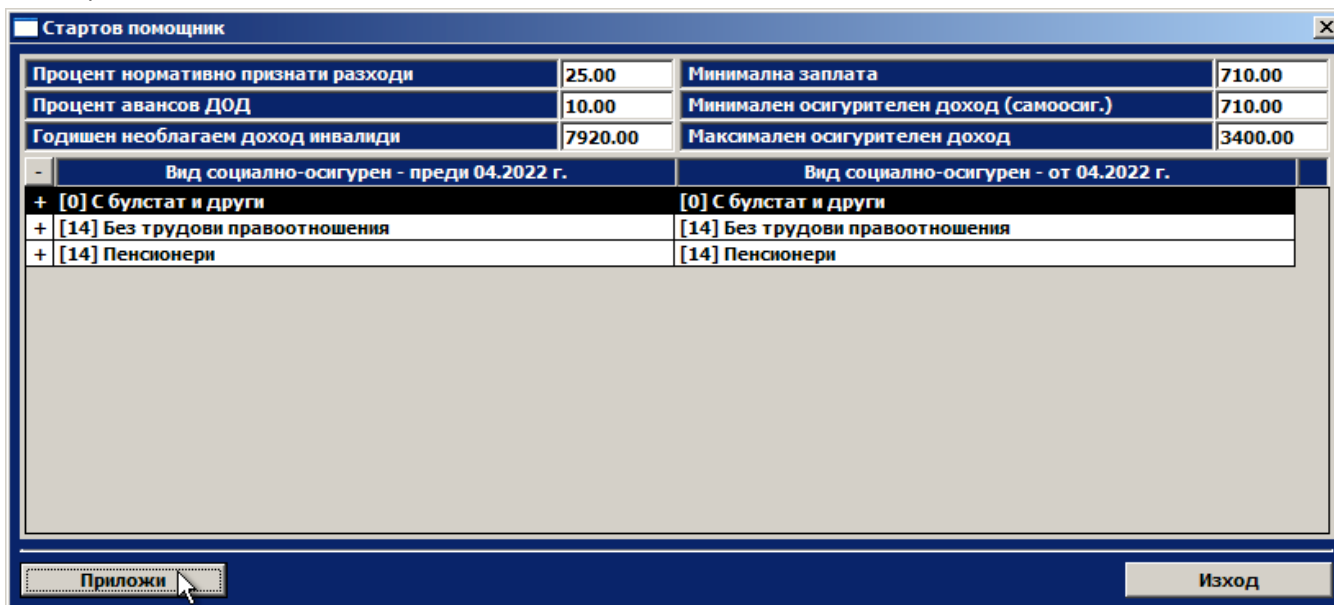 Стартов помощник
Процент нормативно признати разходи 25.00 Минимална заплата 710.00
Процент авансов ДОД 10.00 Минимален осигурителен доход (самоосиг.) 710.00
Годишен необлагаем доход инвалиди 7920.00 Максимален осигурителен доход 3400.00
- Вид социално-осигурен - преди 04.2022 г. Вид социално-осигурен - от 04.2022 г.
+ [0] С булстат и други [0] С булстат и други
+ [14] Без трудови правоотношения [14] Без трудови правоотношения
+ [14] Пенсионери [14] Пенсионери
Приложи Изход